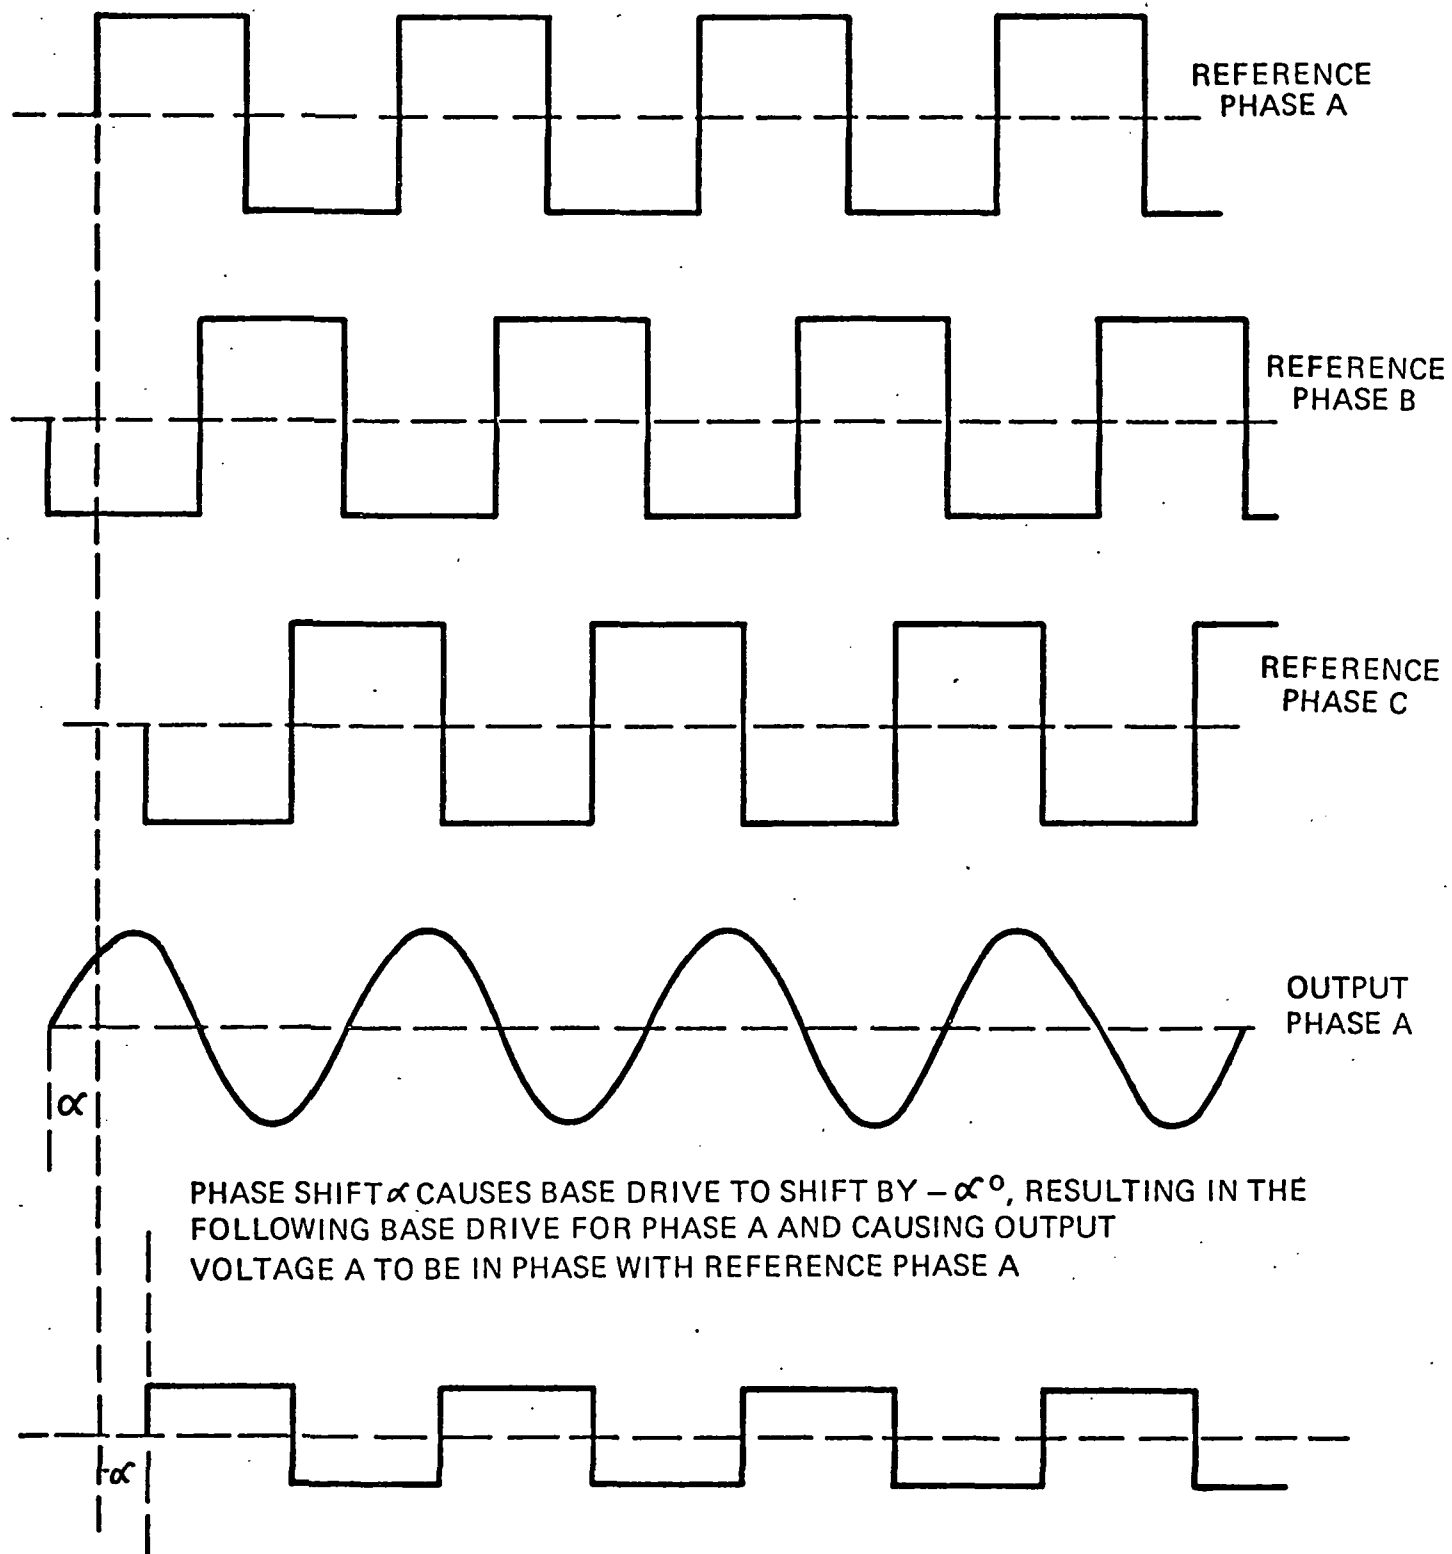 REFERENCE
PHASE A
REFERENCE
PHASE B
REFERENCE
PHASE C
OUTPUT
PHASE A
α
PHASE SHIFT α CAUSES BASE DRIVE TO SHIFT BY – α°, RESULTING IN THE
FOLLOWING BASE DRIVE FOR PHASE A AND CAUSING OUTPUT
VOLTAGE A TO BE IN PHASE WITH REFERENCE PHASE A
-α